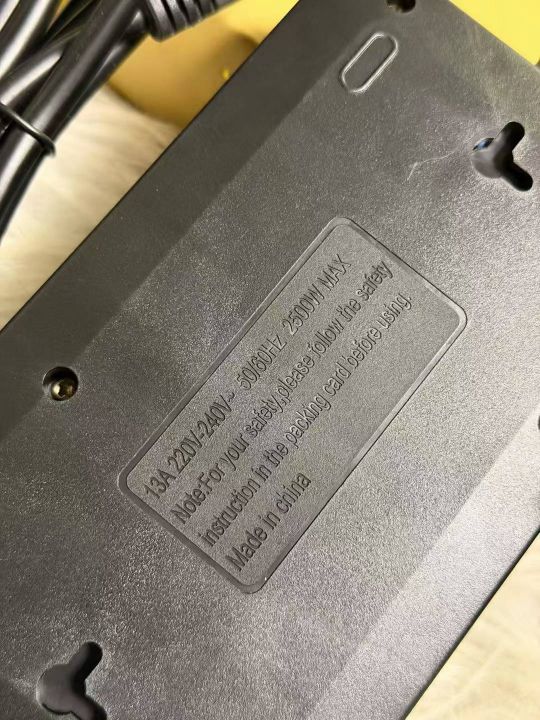 13A 220V-240V~ 50/60Hz 2500W MAX
Note:For your safety,please follow the safety
instruction in the packing card before using.
Made in china